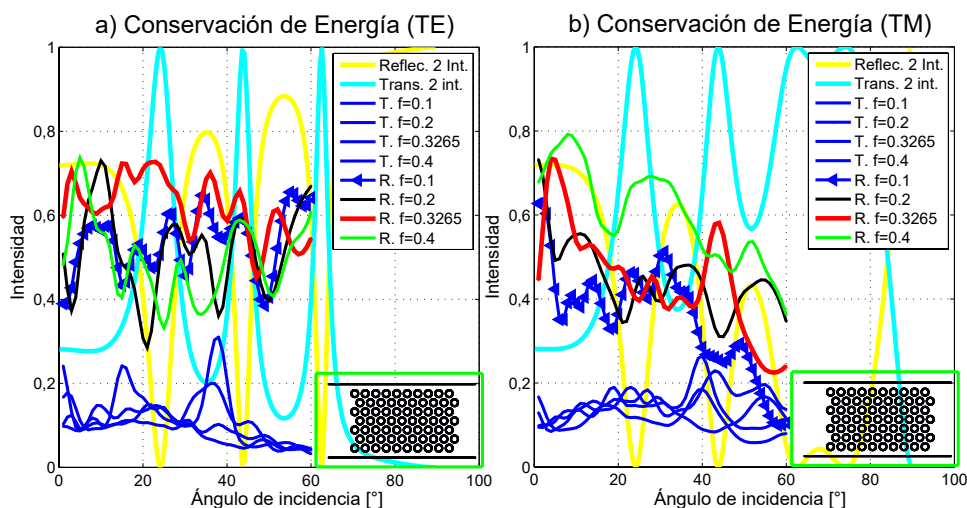 a) Conservación de Energía (TE)
Intensidad
1
0,8
0,6
0,4
0,2
0
0
20
40
60
80
100
Ángulo de incidencia [°]
Reflec. 2 Int.
Trans. 2 int.
T. f=0.1
T. f=0.2
T. f=0.3265
T. f=0.4
R. f=0.1
R. f=0.2
R. f=0.3265
R. f=0.4
b) Conservación de Energía (TM)
Intensidad
1
0,8
0,6
0,4
0,2
0
0
20
40
60
80
100
Ángulo de incidencia [°]
Reflec. 2 Int.
Trans. 2 int.
T. f=0.1
T. f=0.2
T. f=0.3265
T. f=0.4
R. f=0.1
R. f=0.2
R. f=0.3265
R. f=0.4